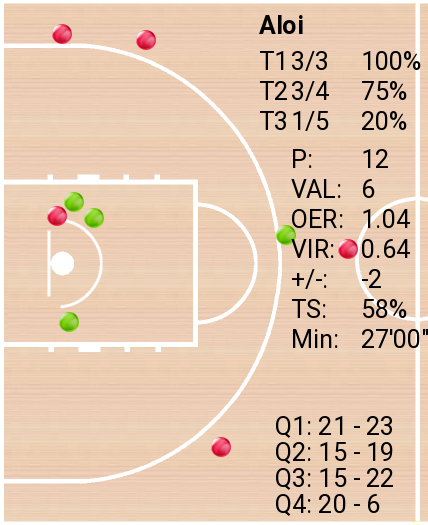 Aloi
T1 3/3 100%
T2 3/4 75%
T3 1/5 20%
P: 12
VAL: 6
OER: 1.04
VIR: 0.64
+/-: -2
TS: 58%
Min: 27'00"
Q1: 21 - 23
Q2: 15 - 19
Q3: 15 - 22
Q4: 20 - 6